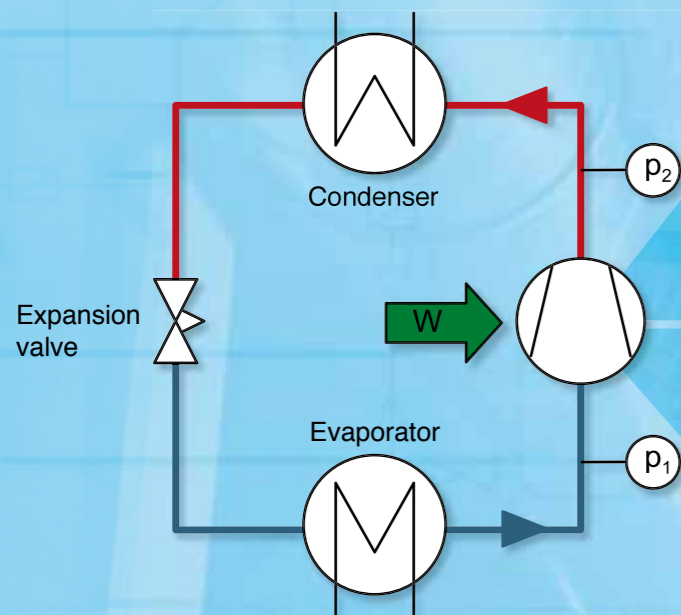 Condenser
p₂
Expansion
valve
W
Evaporator
p₁